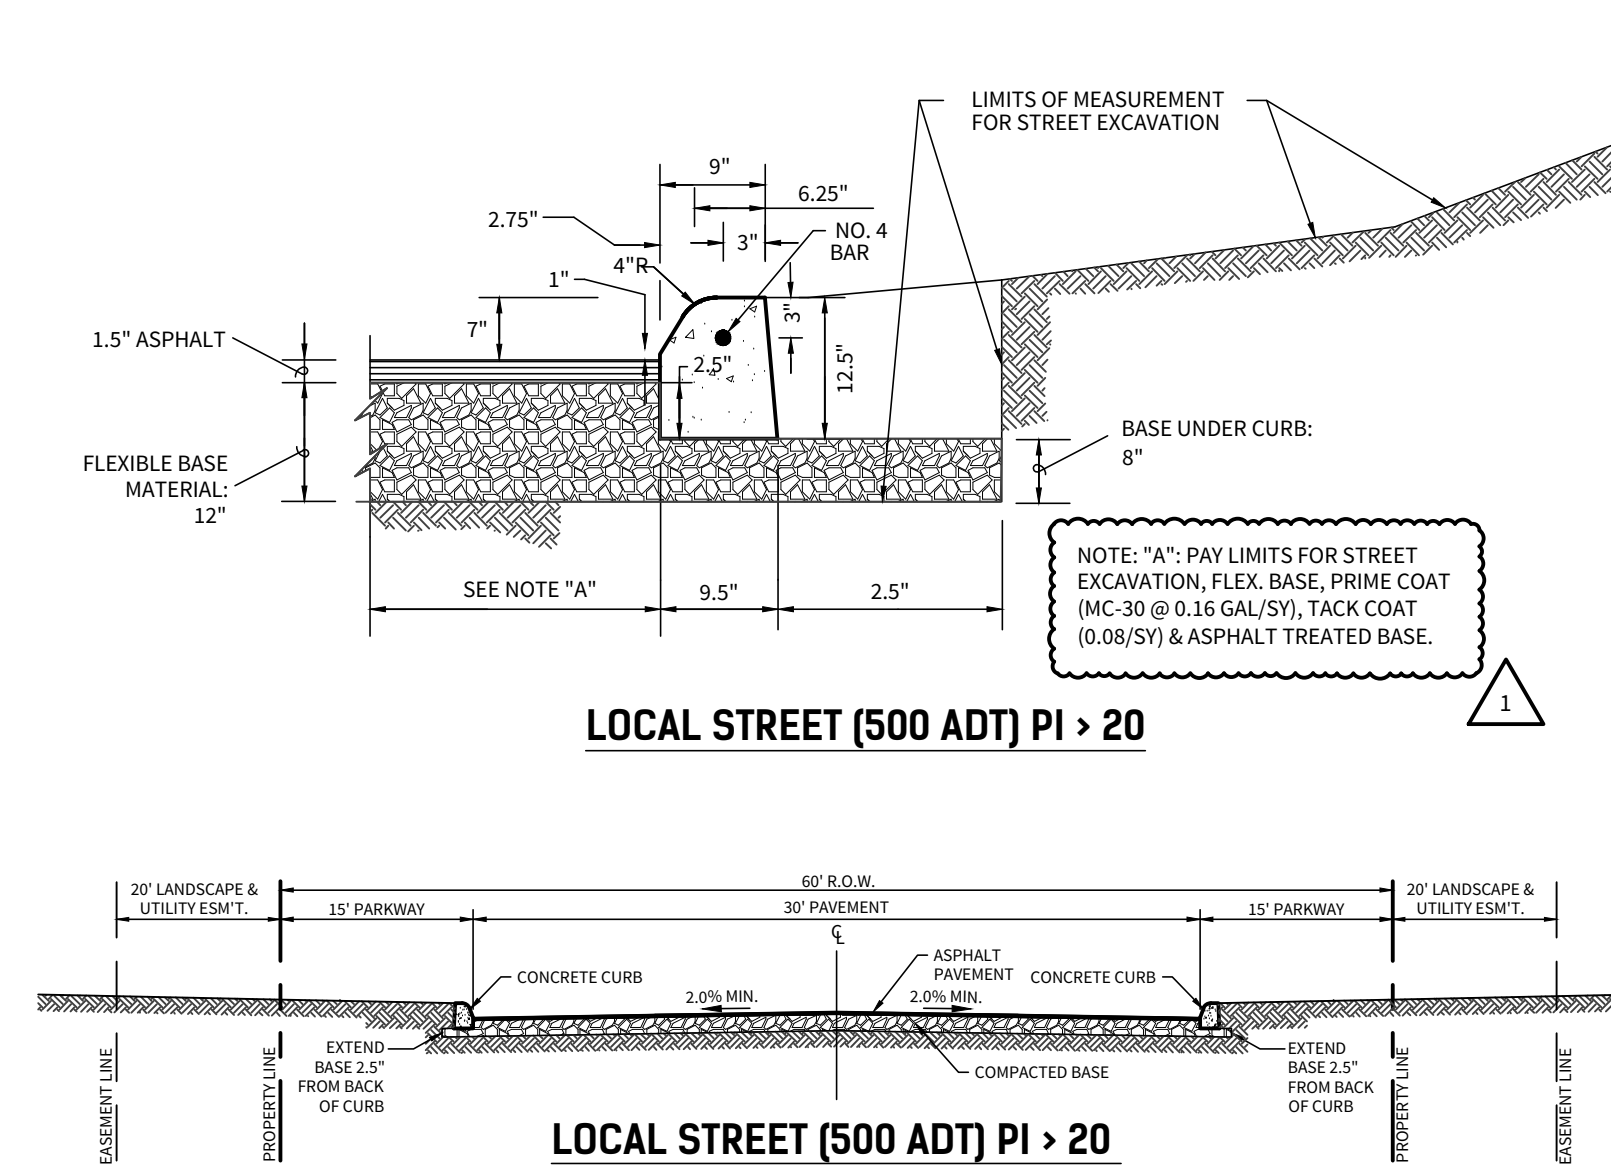 LIMITS OF MEASUREMENT
FOR STREET EXCAVATION
9"
6.25"
2.75"
3"
NO. 4
BAR
4"R
1"
7"
3"
1.5" ASPHALT
2.5"
12.5"
FLEXIBLE BASE
MATERIAL:
12"
BASE UNDER CURB:
8"
SEE NOTE "A"
9.5"
2.5"
NOTE: "A": PAY LIMITS FOR STREET
EXCAVATION, FLEX. BASE, PRIME COAT
(MC-30 @ 0.16 GAL/SY), TACK COAT
(0.08/SY) & ASPHALT TREATED BASE.
1
LOCAL STREET (500 ADT) PI > 20
60' R.O.W.
20' LANDSCAPE &
UTILITY ESM'T.
15' PARKWAY
30' PAVEMENT
15' PARKWAY
20' LANDSCAPE &
UTILITY ESM'T.
CL
CONCRETE CURB
ASPHALT
PAVEMENT
CONCRETE CURB
2.0% MIN.
2.0% MIN.
EXTEND
BASE 2.5"
FROM BACK
OF CURB
COMPACTED BASE
EXTEND
BASE 2.5"
FROM BACK
OF CURB
EASEMENT LINE
PROPERTY LINE
PROPERTY LINE
EASEMENT LINE
LOCAL STREET (500 ADT) PI > 20